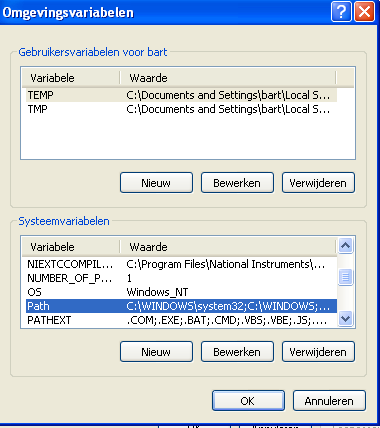 Omgevingsvariabelen
Gebruikersvariabelen voor bart
Variabele Waarde
TEMP C:\Documents and Settings\bart\Local S...
TMP C:\Documents and Settings\bart\Local S...
Nieuw Bewerken Verwijderen
Systeemvariabelen
Variabele Waarde
NIEXTCCOMPIL... C:\Program Files\National Instruments\...
NUMBER_OF_P... 1
OS Windows_NT
Path C:\WINDOWS\system32;C:\WINDOWS;...
PATHEXT .COM;.EXE;.BAT;.CMD;.VBS;.VBE;.JS;....
Nieuw Bewerken Verwijderen
OK Annuleren